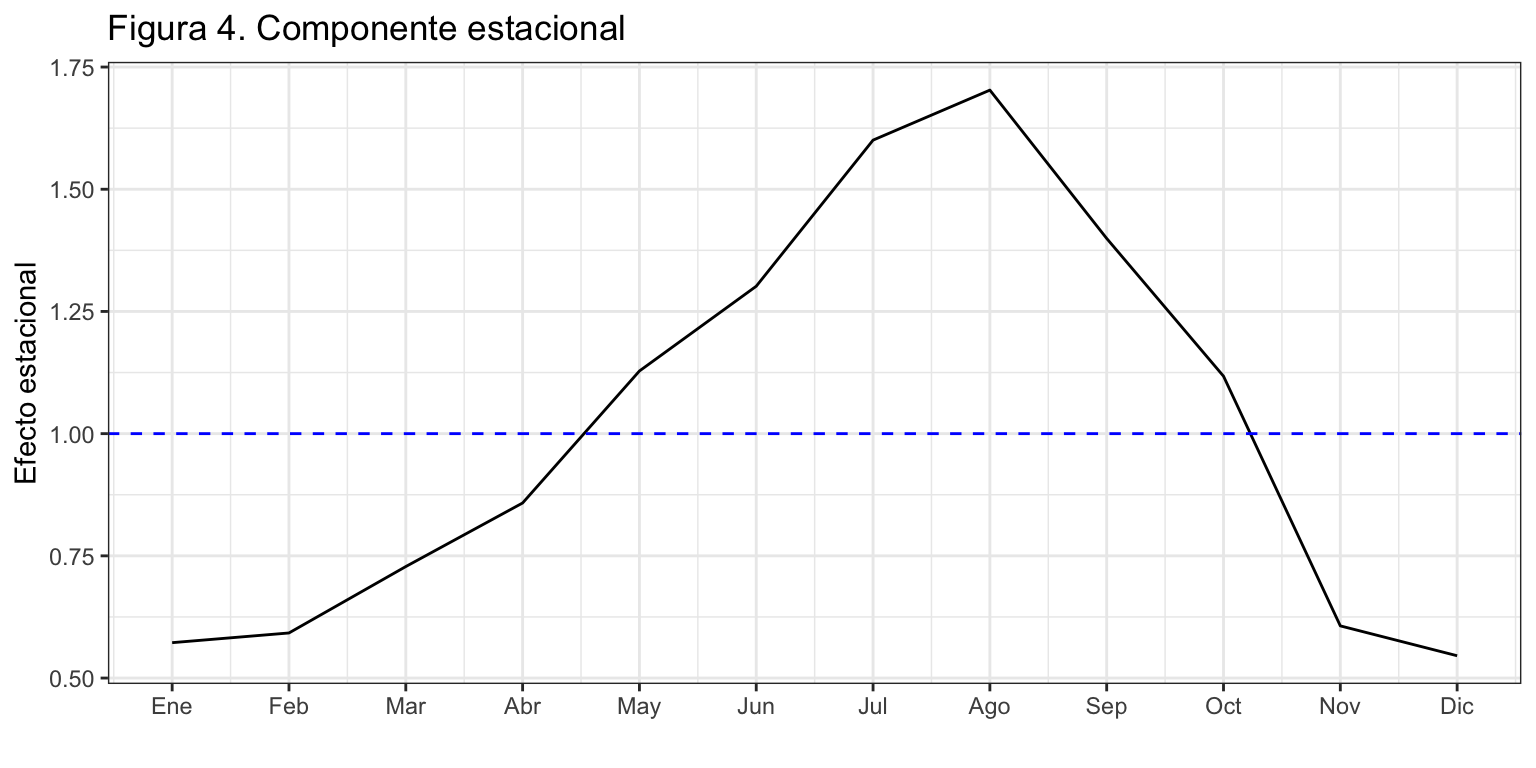 Figura 4. Componente estacional
Efecto estacional
1.75
1.50
1.25
1.00
0.75
0.50
Ene Feb Mar Abr May Jun Jul Ago Sep Oct Nov Dic